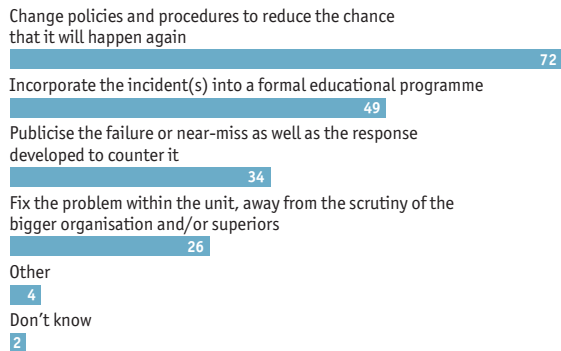 Change policies and procedures to reduce the chance
that it will happen again
72
Incorporate the incident(s) into a formal educational programme
49
Publicise the failure or near-miss as well as the response
developed to counter it
34
Fix the problem within the unit, away from the scrutiny of the
bigger organisation and/or superiors
26
Other
4
Don’t know
2